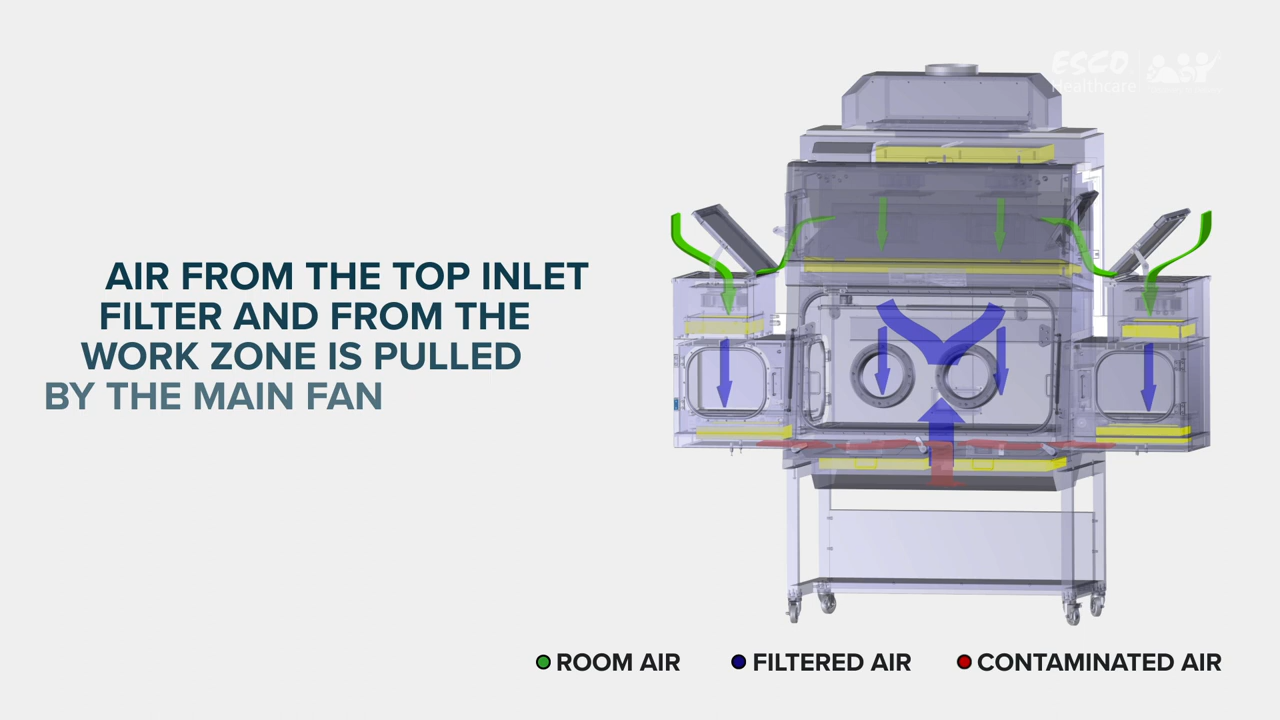 AIR FROM THE TOP INLET
FILTER AND FROM THE
WORK ZONE IS PULLED
BY THE MAIN FAN
ESCO
Healthcare
ROOM AIR
FILTERED AIR
CONTAMINATED AIR